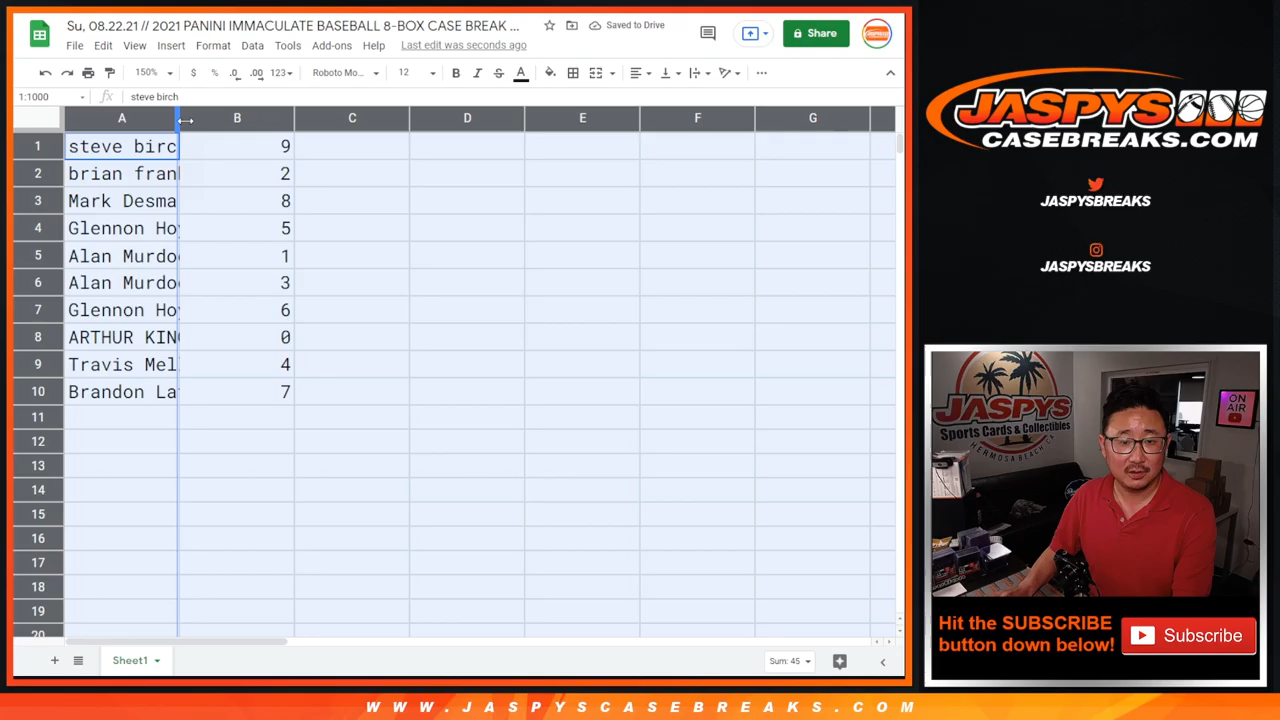 Su, 08.22.21 // 2021 PANINI IMMACULATE BASEBALL 8-BOX CASE BREAK ...
Saved to Drive
Share
File Edit View Insert Format Data Tools Add-ons Help Last edit was seconds ago
150% $ % .0 .00 123 Roboto Mo... 12 B I S A
1:1000 fx steve birch
A B C D E F G
1 steve birc 9
2 brian fran 2
3 Mark Desma 8
4 Glennon Ho 5
5 Alan Murdo 1
6 Alan Murdo 3
7 Glennon Ho 6
8 ARTHUR KIN 0
9 Travis Mel 4
10 Brandon La 7
11
12
13
14
15
16
17
18
19
20
Sheet1
Sum: 45
JASPYS
CASEBREAKS.COM
JASPYSBREAKS
JASPYSBREAKS
JASPYS
Sports Cards & Collectibles
HERMOSA BEACH, CA
ON AIR
Hit the SUBSCRIBE
button down below!
Subscribe
WWW.JASPYSCASEBREAKS.COM